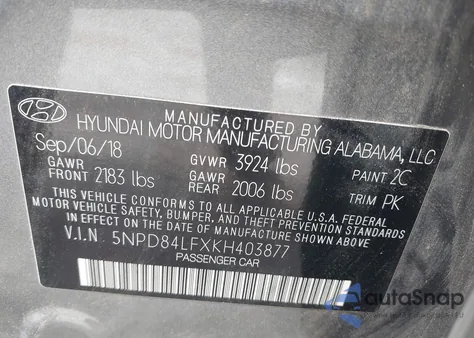 MANUFACTURED BY
HYUNDAI MOTOR MANUFACTURING ALABAMA, LLC
Sep/06/18 GVWR 3924 lbs PAINT 2C
GAWR FRONT 2183 lbs GAWR REAR 2006 lbs TRIM PK
THIS VEHICLE CONFORMS TO ALL APPLICABLE U.S.A. FEDERAL
MOTOR VEHICLE SAFETY, BUMPER, AND THEFT PREVENTION STANDARDS
IN EFFECT ON THE DATE OF MANUFACTURE SHOWN ABOVE.
V.I.N 5NPD84LFXKH403877
PASSENGER CAR
autoSnap